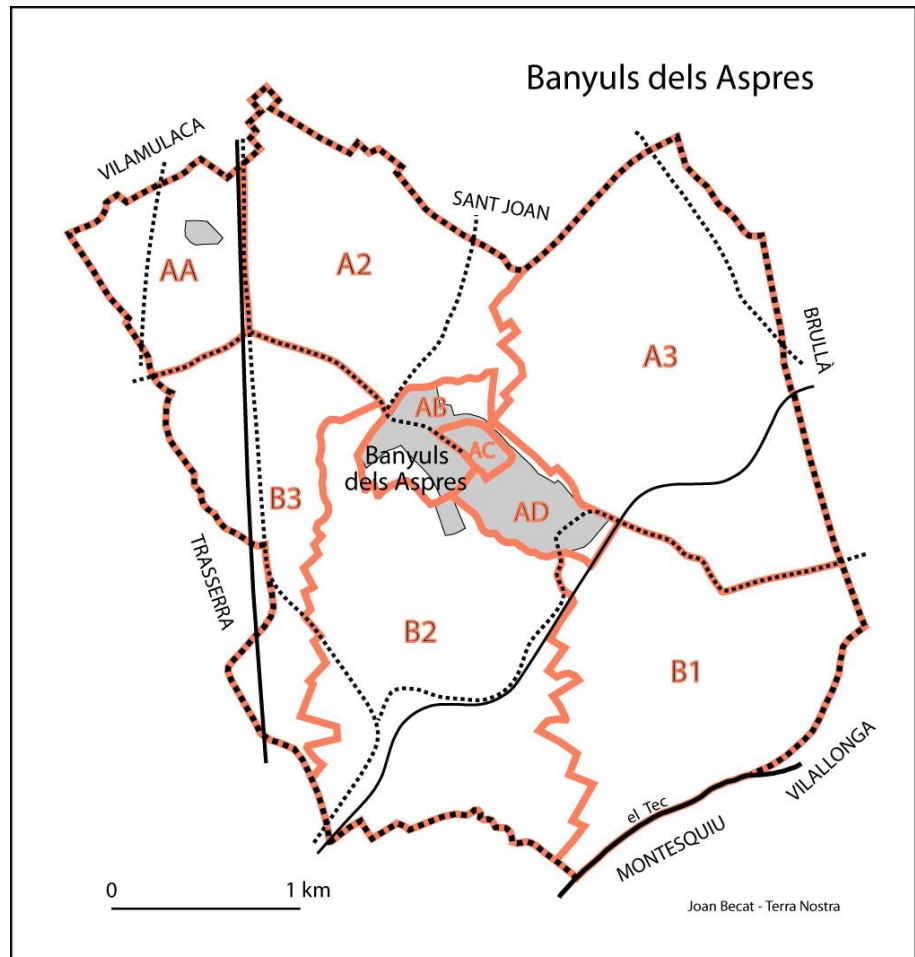 Banyuls dels Aspres
VILAMULACA
SANT JOAN
AA
A2
A3
BRULLÀ
AB
AC
Banyuls
dels Aspres
B3
AD
TRASSERRA
B2
B1
VILALLONGA
el Tec
MONTESQUIU
0 1 km
Joan Becat - Terra Nostra